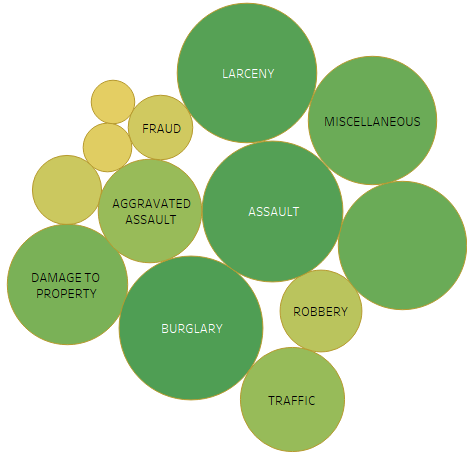 LARCENY
MISCELLANEOUS
FRAUD
AGGRAVATED
ASSAULT
ASSAULT
DAMAGE TO
PROPERTY
ROBBERY
BURGLARY
TRAFFIC